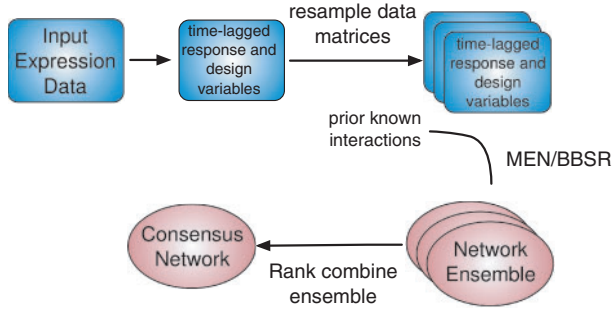 Input
Expression
Data
time-lagged
response and
design
variables
resample data
matrices
time-lagged
response and
design
variables
prior known
interactions
MEN/BBSR
Network
Ensemble
Rank combine
ensemble
Consensus
Network